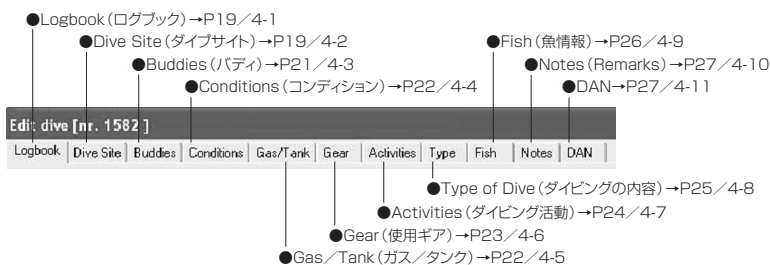 ●Logbook（ログブック）→P19／4-1
●Dive Site（ダイブサイト）→P19／4-2
●Fish（魚情報）→P26／4-9
●Buddies（バディ）→P21／4-3
●Notes（Remarks）→P27／4-10
●Conditions（コンディション）→P22／4-4
●DAN→P27／4-11
Edit dive [nr. 1582 ]
Logbook Dive Site Buddies Conditions Gas/Tank Gear Activities Type Fish Notes DAN
●Type of Dive（ダイビングの内容）→P25／4-8
●Activities（ダイビング活動）→P24／4-7
●Gear（使用ギア）→P23／4-6
●Gas／Tank（ガス／タンク）→P22／4-5